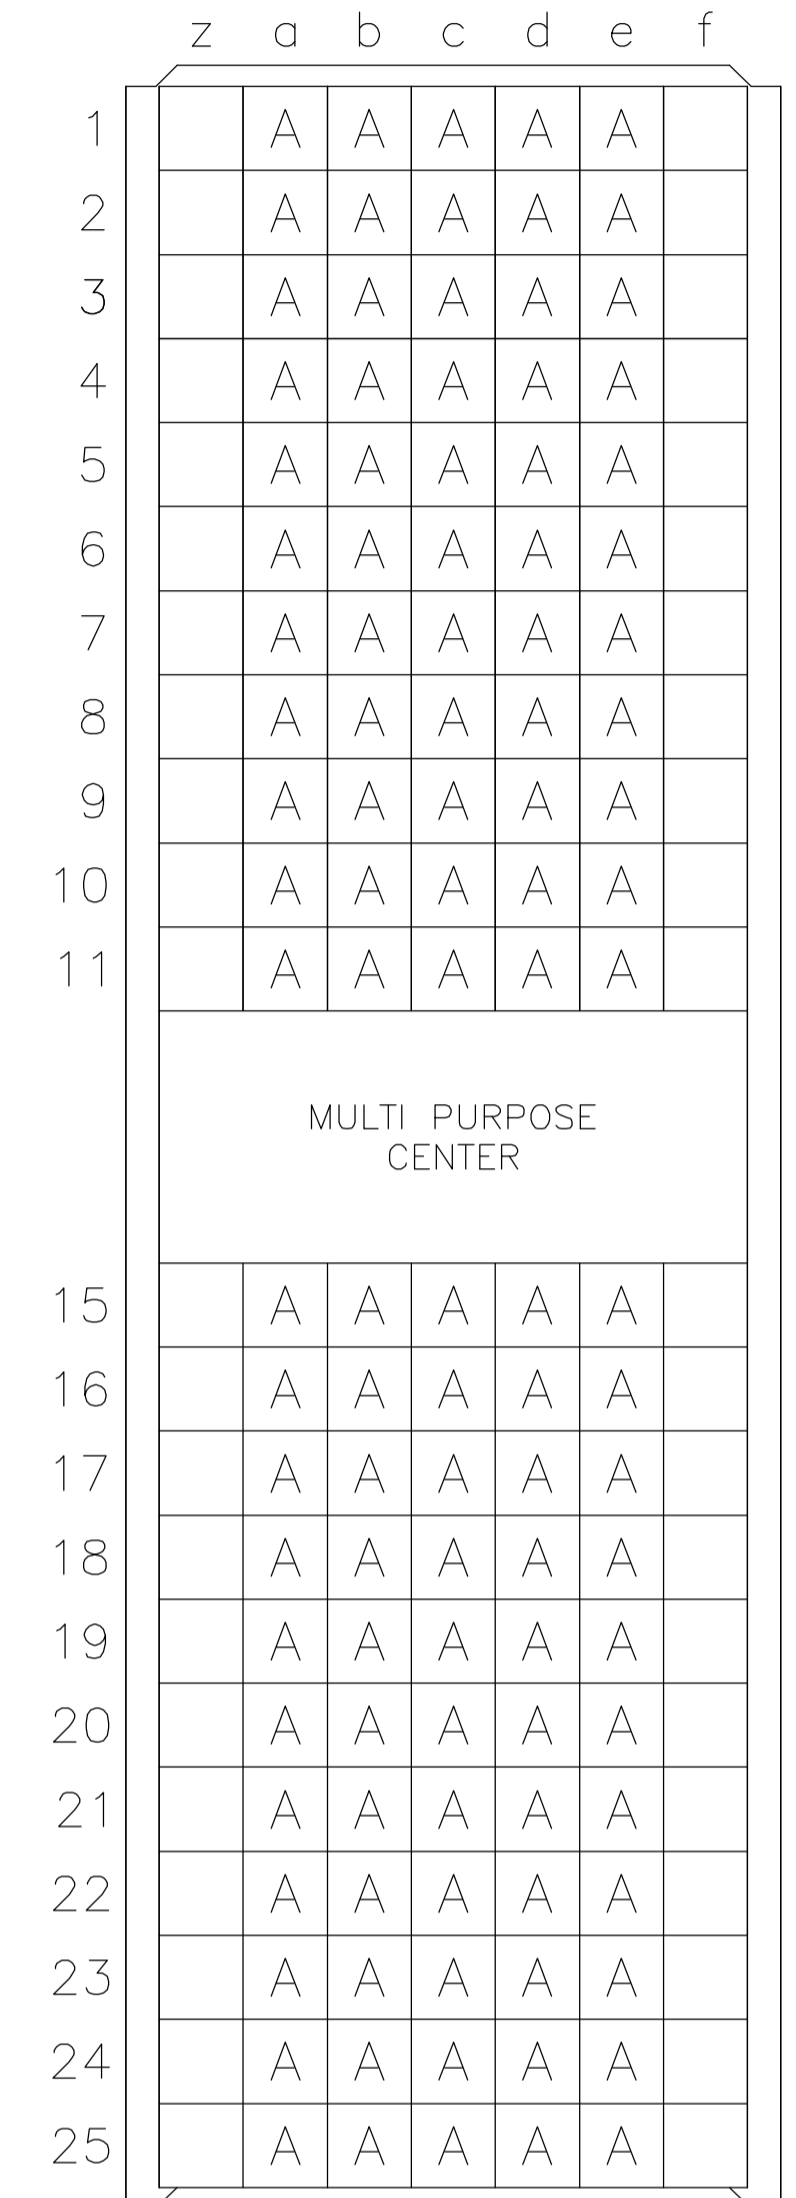 z a b c d e f
1 A A A A A
2 A A A A A
3 A A A A A
4 A A A A A
5 A A A A A
6 A A A A A
7 A A A A A
8 A A A A A
9 A A A A A
10 A A A A A
11 A A A A A
MULTI PURPOSE
CENTER
15 A A A A A
16 A A A A A
17 A A A A A
18 A A A A A
19 A A A A A
20 A A A A A
21 A A A A A
22 A A A A A
23 A A A A A
24 A A A A A
25 A A A A A